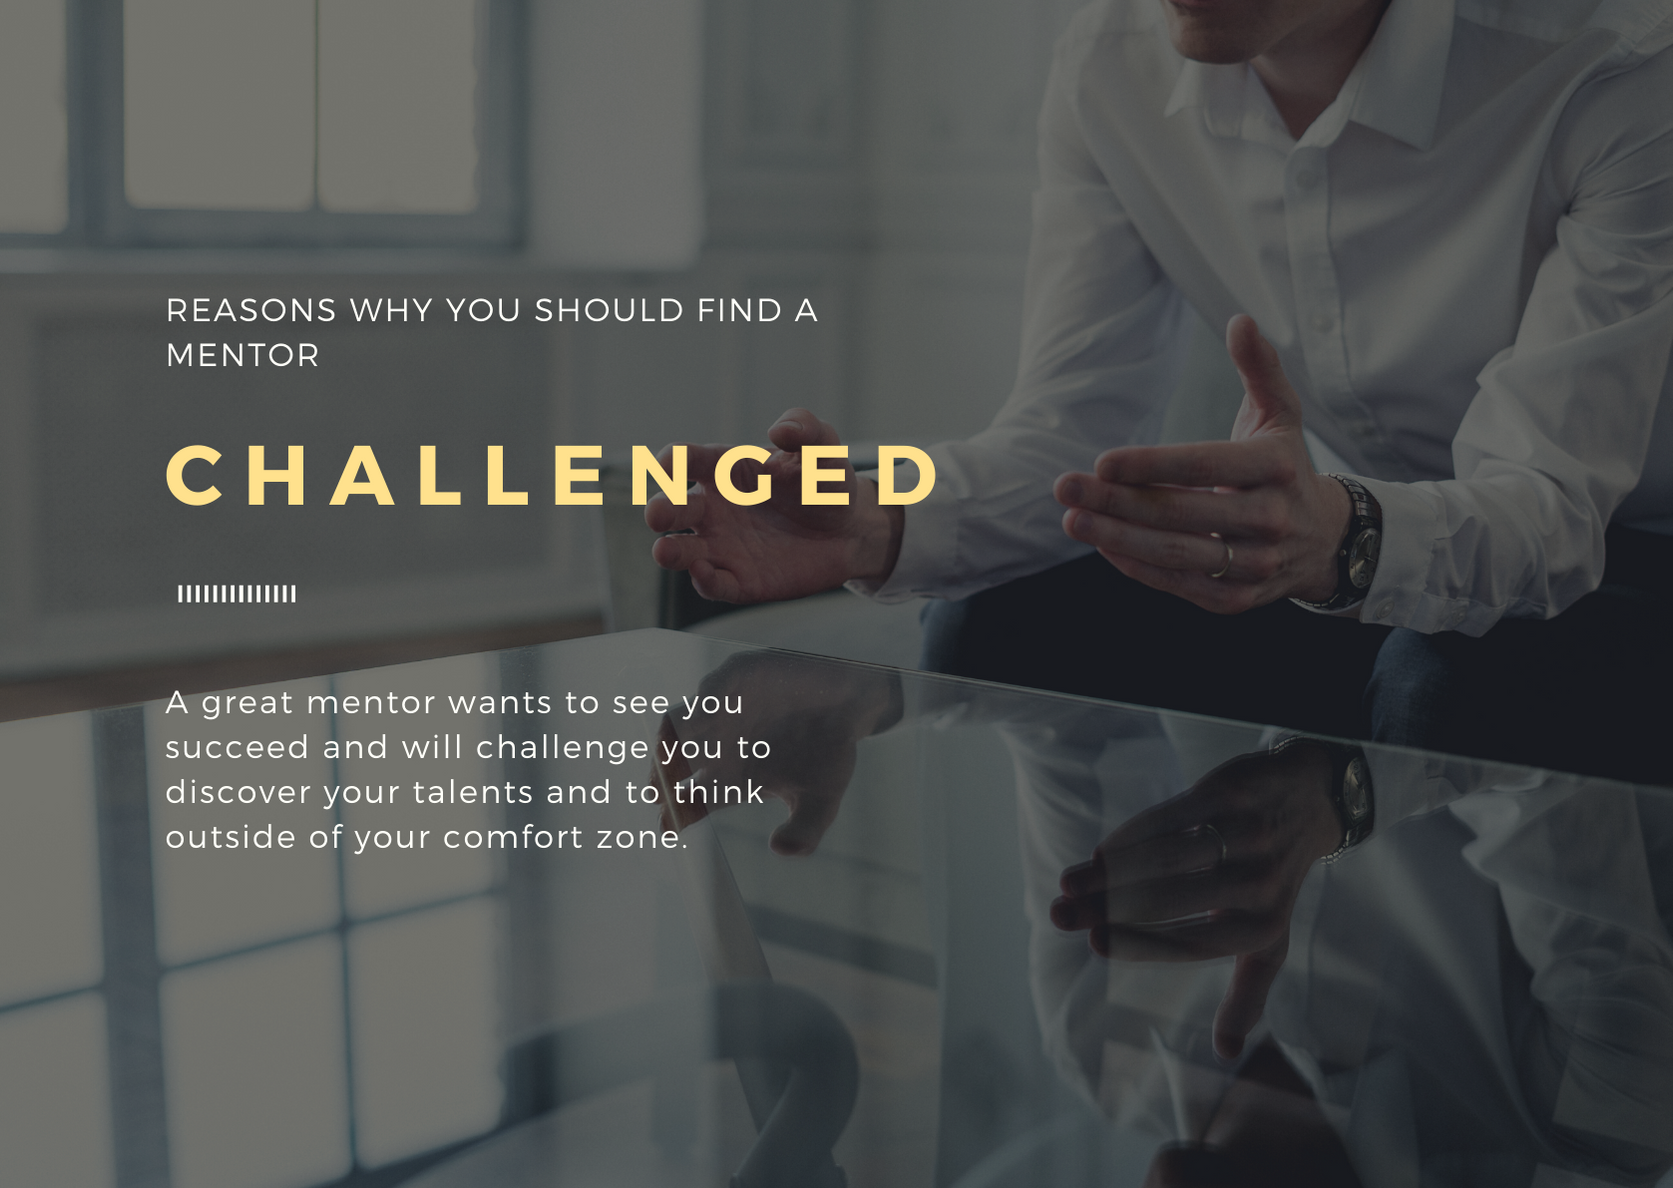 REASONS WHY YOU SHOULD FIND A
MENTOR
CHALLENGED
A great mentor wants to see you
succeed and will challenge you to
discover your talents and to think
outside of your comfort zone.